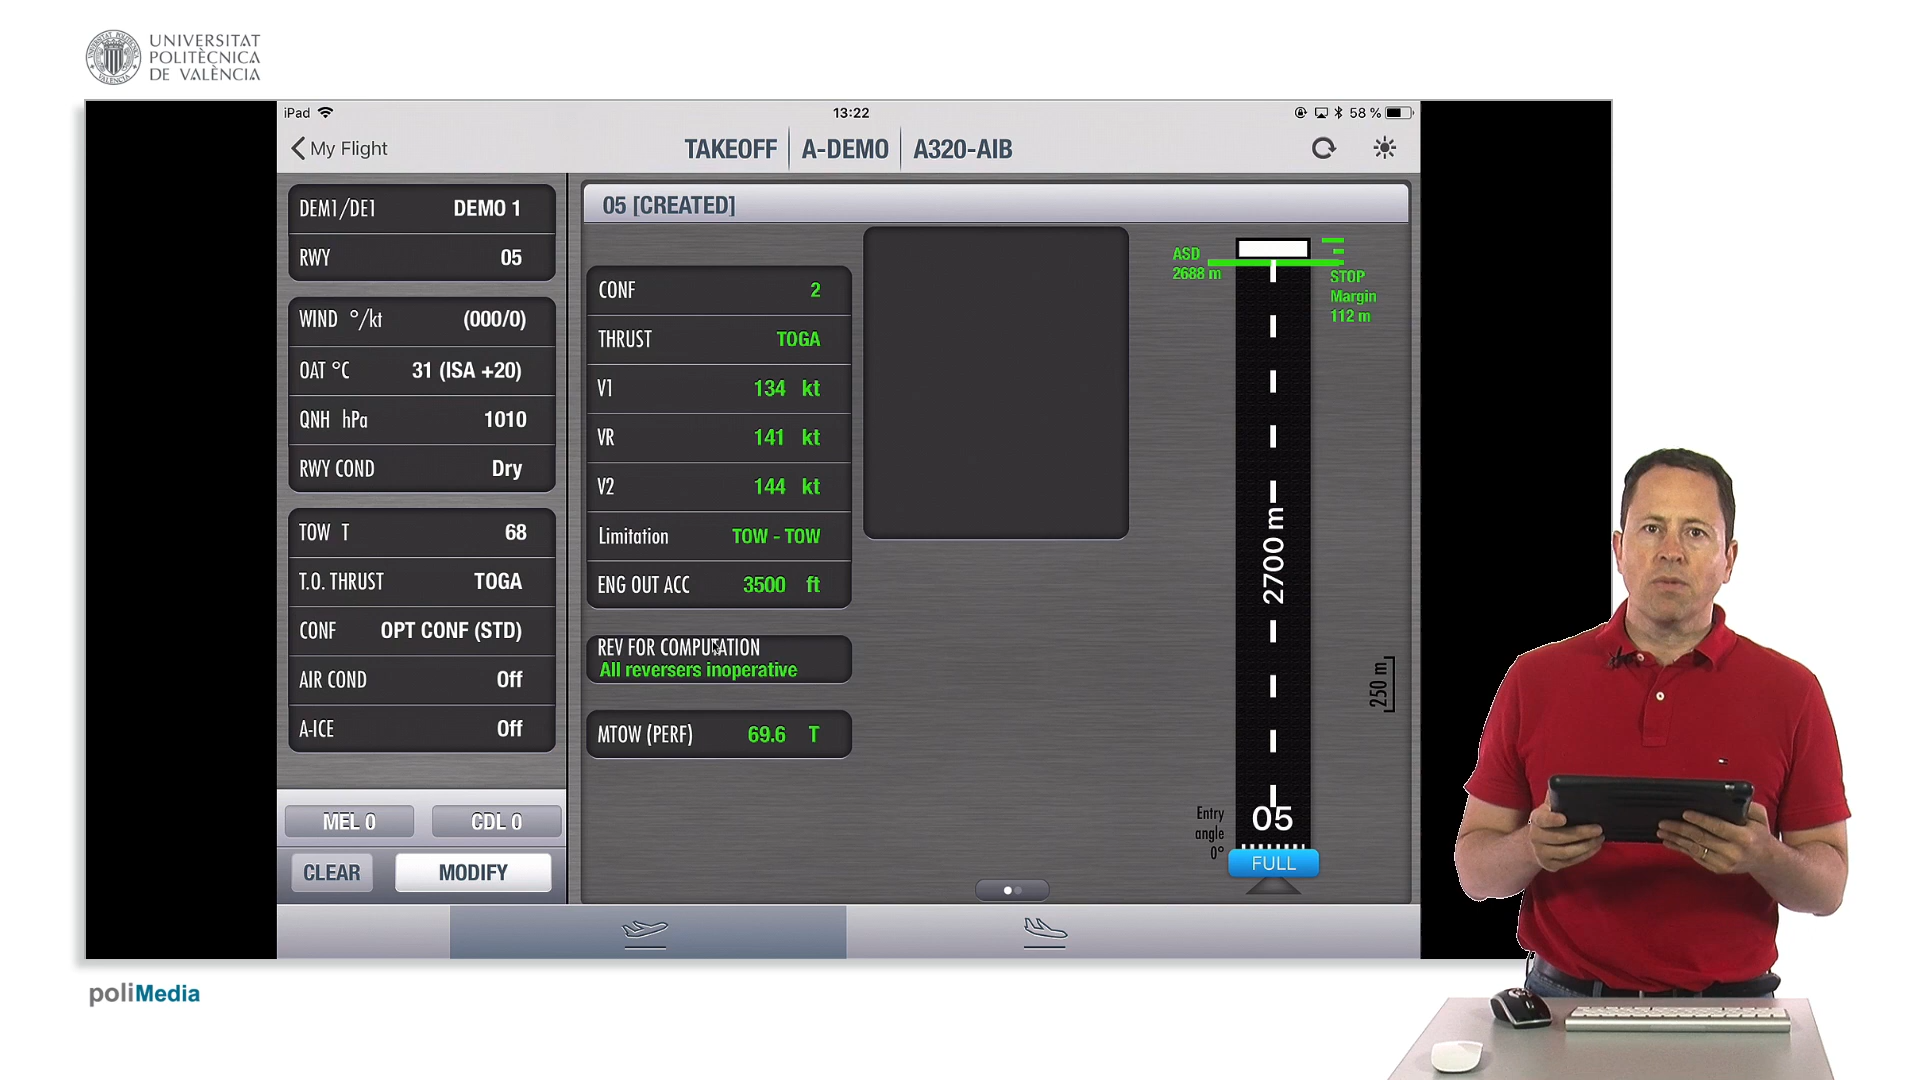 UNIVERSITAT
POLITÈCNICA
DE VALÈNCIA
iPad
13:22
58 %
My Flight
TAKEOFF
A-DEMO
A320-AIB
DEM1/DE1 DEMO 1
RWY 05
WIND °/kt (000/0)
OAT °C 31 (ISA +20)
QNH hPa 1010
RWY COND Dry
TOW T 68
T.O. THRUST TOGA
CONF OPT CONF (STD)
AIR COND Off
A-ICE Off
MEL 0
CDL 0
CLEAR
MODIFY
05 [CREATED]
CONF 2
THRUST TOGA
V1 134 kt
VR 141 kt
V2 144 kt
Limitation TOW - TOW
ENG OUT ACC 3500 ft
REV FOR COMPUTATION
All reversers inoperative
MTOW (PERF) 69.6 T
ASD
2688 m
STOP
Margin
112 m
2700 m
250 m
Entry
angle
0°
05
FULL
poliMedia